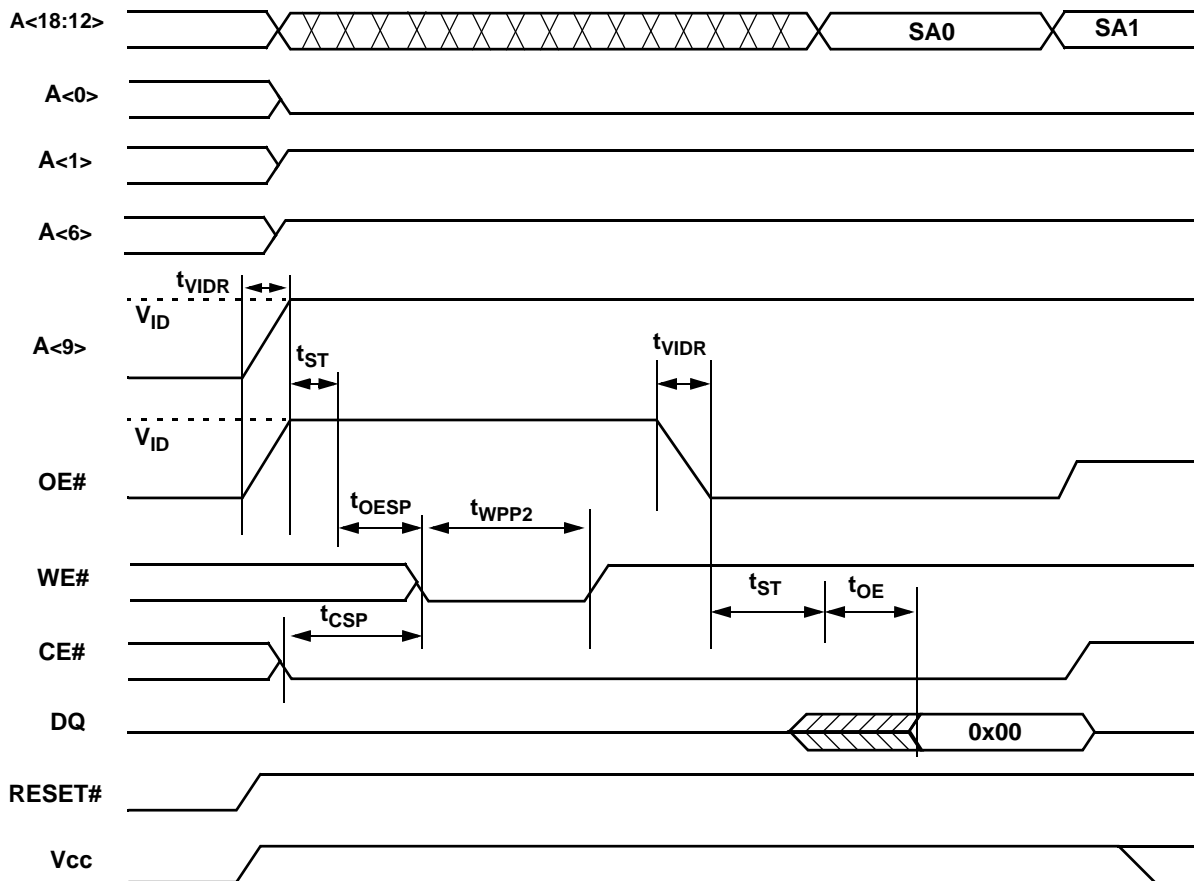 A<18:12>
SA0
SA1
A<0>
A<1>
A<6>
tVIDR
VID
A<9>
tST
tVIDR
VID
OE#
tOESP
tWPP2
WE#
tST
tOE
tCSP
CE#
DQ
0x00
RESET#
Vcc